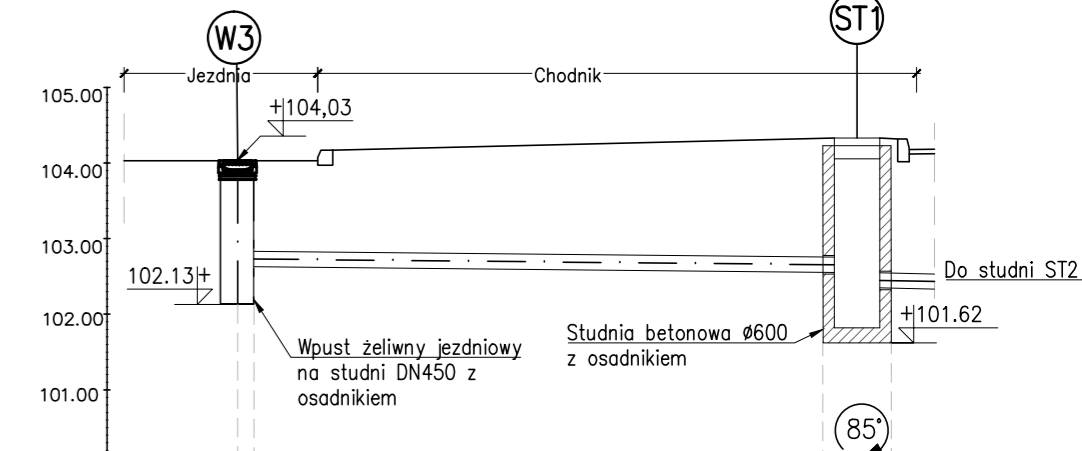 W3
ST1
Jezdnia
Chodnik
105.00
+104,03
104.00
103.00
102.13+
Do studni ST2
102.00
+101.62
Studnia betonowa ø600
z osadnikiem
Wpust żeliwny jezdniowy
na studni DN450 z
osadnikiem
101.00
85°